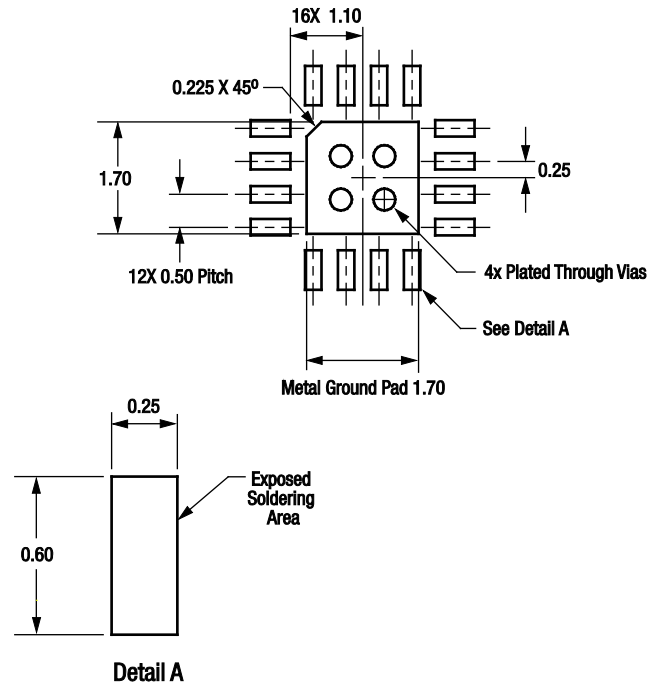 16X 1.10
0.225 X 45º
1.70
0.25
12X 0.50 Pitch
4x Plated Through Vias
See Detail A
Metal Ground Pad 1.70
0.25
Exposed
Soldering
Area
0.60
Detail A